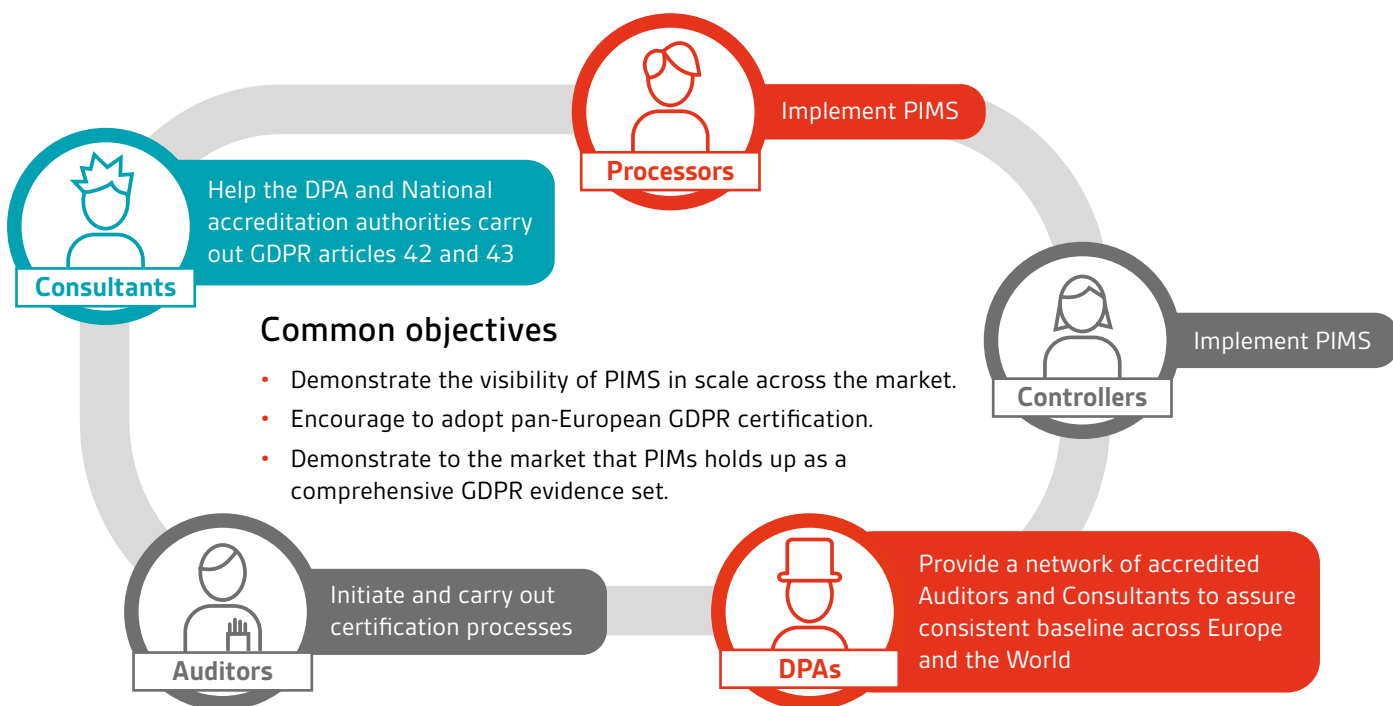 Implement PIMS
Processors
Help the DPA and National
accreditation authorities carry
out GDPR articles 42 and 43
Consultants
Implement PIMS
Controllers
Common objectives
• Demonstrate the visibility of PIMS in scale across the market.
• Encourage to adopt pan-European GDPR certification.
• Demonstrate to the market that PIMs holds up as a
comprehensive GDPR evidence set.
Initiate and carry out
certification processes
Auditors
Provide a network of accredited
Auditors and Consultants to assure
consistent baseline across Europe
and the World
DPAs